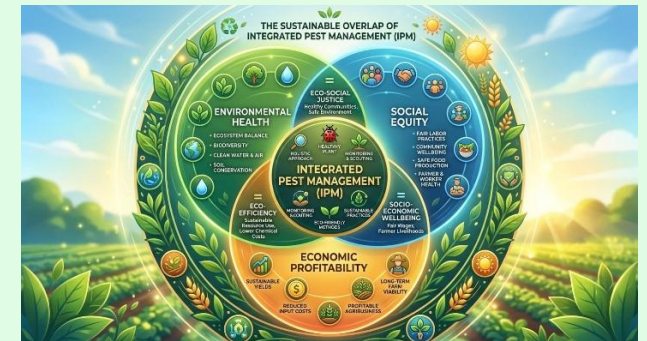 THE SUSTAINABLE OVERLAP OF
INTEGRATED PEST MANAGEMENT (IPM)
=
ECO-SOCIAL
JUSTICE
Healthy Communities,
Safe Environment
ENVIRONMENTAL
HEALTH
• ECOSYSTEM BALANCE
• BIODIVERSITY
• CLEAN WATER & AIR
• SOIL
CONSERVATION
SOCIAL
EQUITY
• FAIR LABOR
PRACTICES
• COMMUNITY
WELLBEING
• SAFE FOOD
PRODUCTION
• FARMER &
WORKER
HEALTH
HEALTHY
PLANT
HOLISTIC
APPROACH
MONITORING
& SCOUTING
INTEGRATED
PEST MANAGEMENT
(IPM)
MONITORING
SUSTAINABLE
PRACTICES
ECO-FRIENDLY
METHODS
=
ECO-
EFFICIENCY
Sustainable
Resource Use,
Lower Chemical
Costs
=
SOCIO-
ECONOMIC
WELLBEING
Fair Wages,
Farmer Livelihoods
ECONOMIC
PROFITABILITY
SUSTAINABLE
YIELDS
$
REDUCED
INPUT COSTS
PROFITABLE
AGRIBUSINESS
LONG-TERM
FARM
VIABILITY